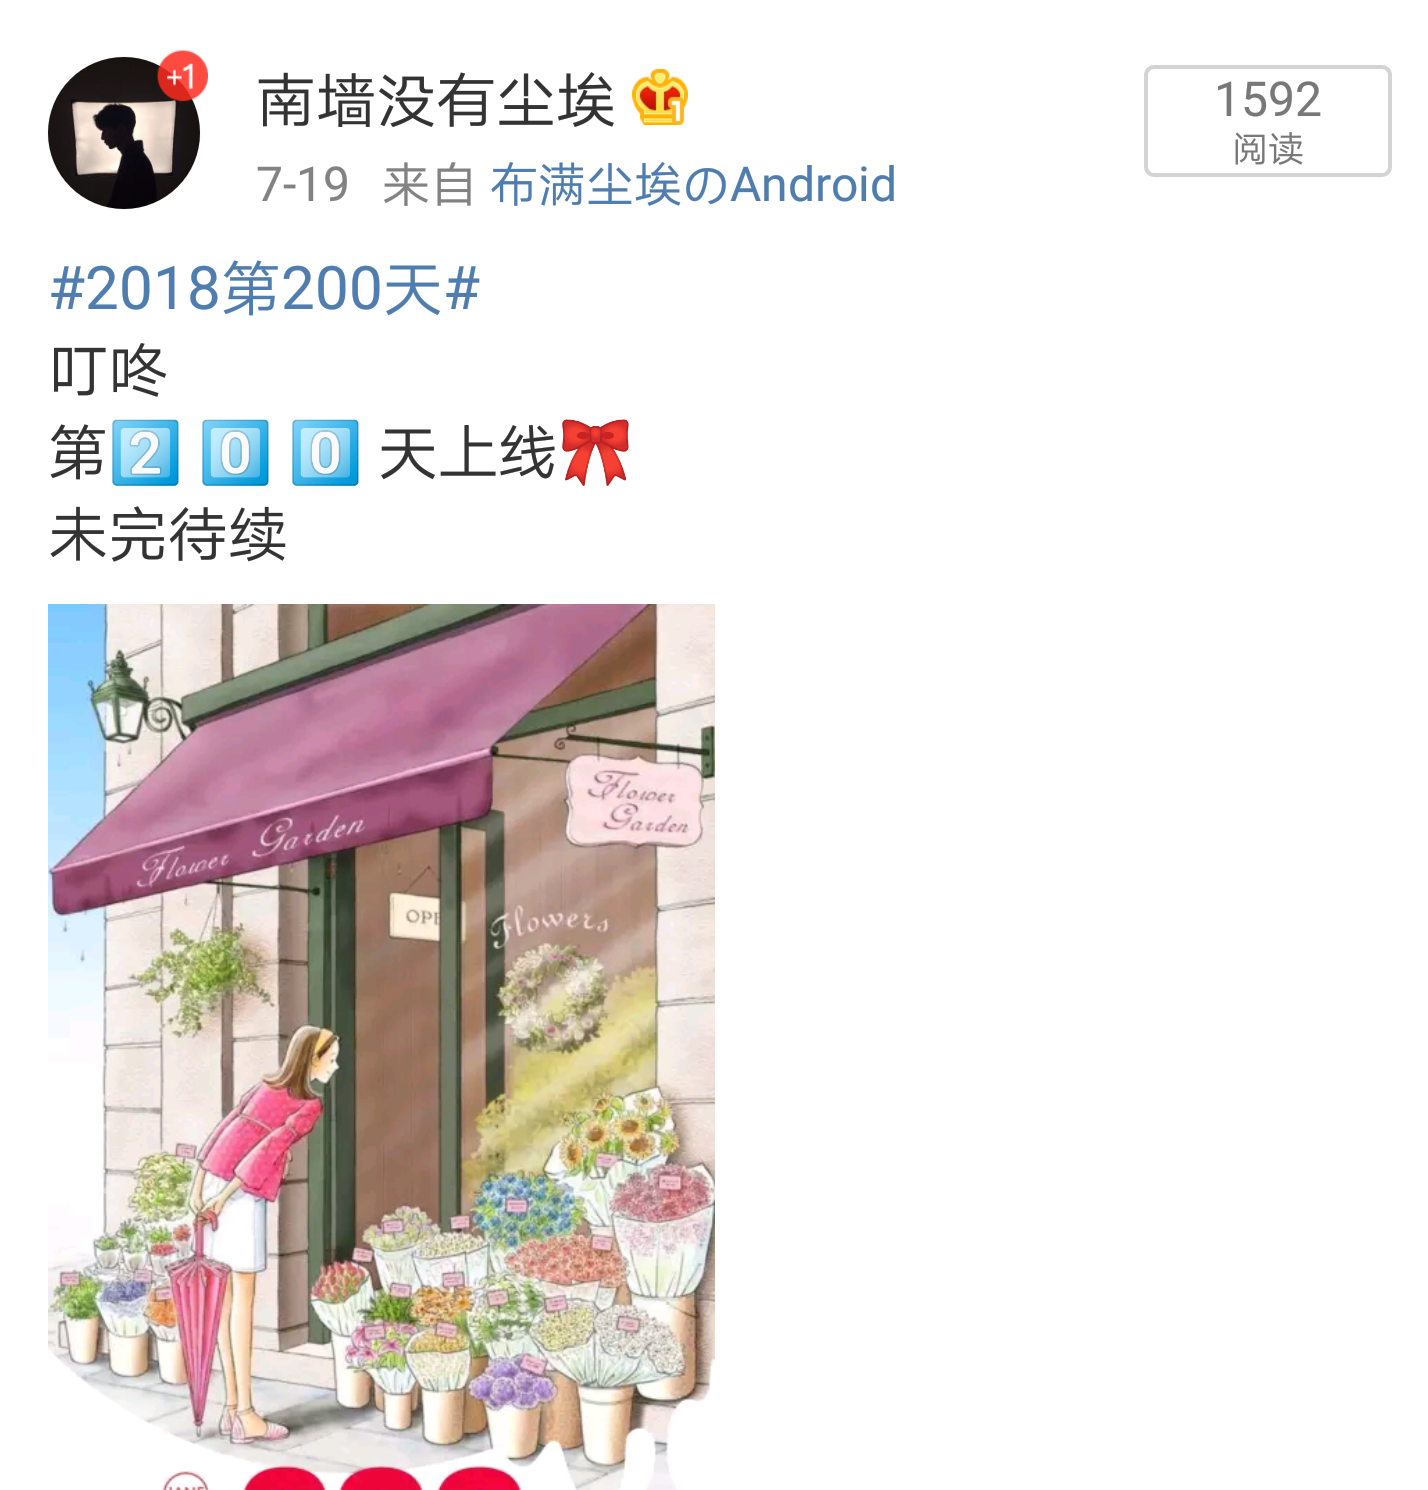 +1
南墙没有尘埃 1
1592
阅读
7-19 来自 布满尘埃のAndroid
#2018第200天#
叮咚
第2️⃣0️⃣0️⃣天上线🎀
未完待续
Flower Garden
Flower
Garden
OPE
Flowers